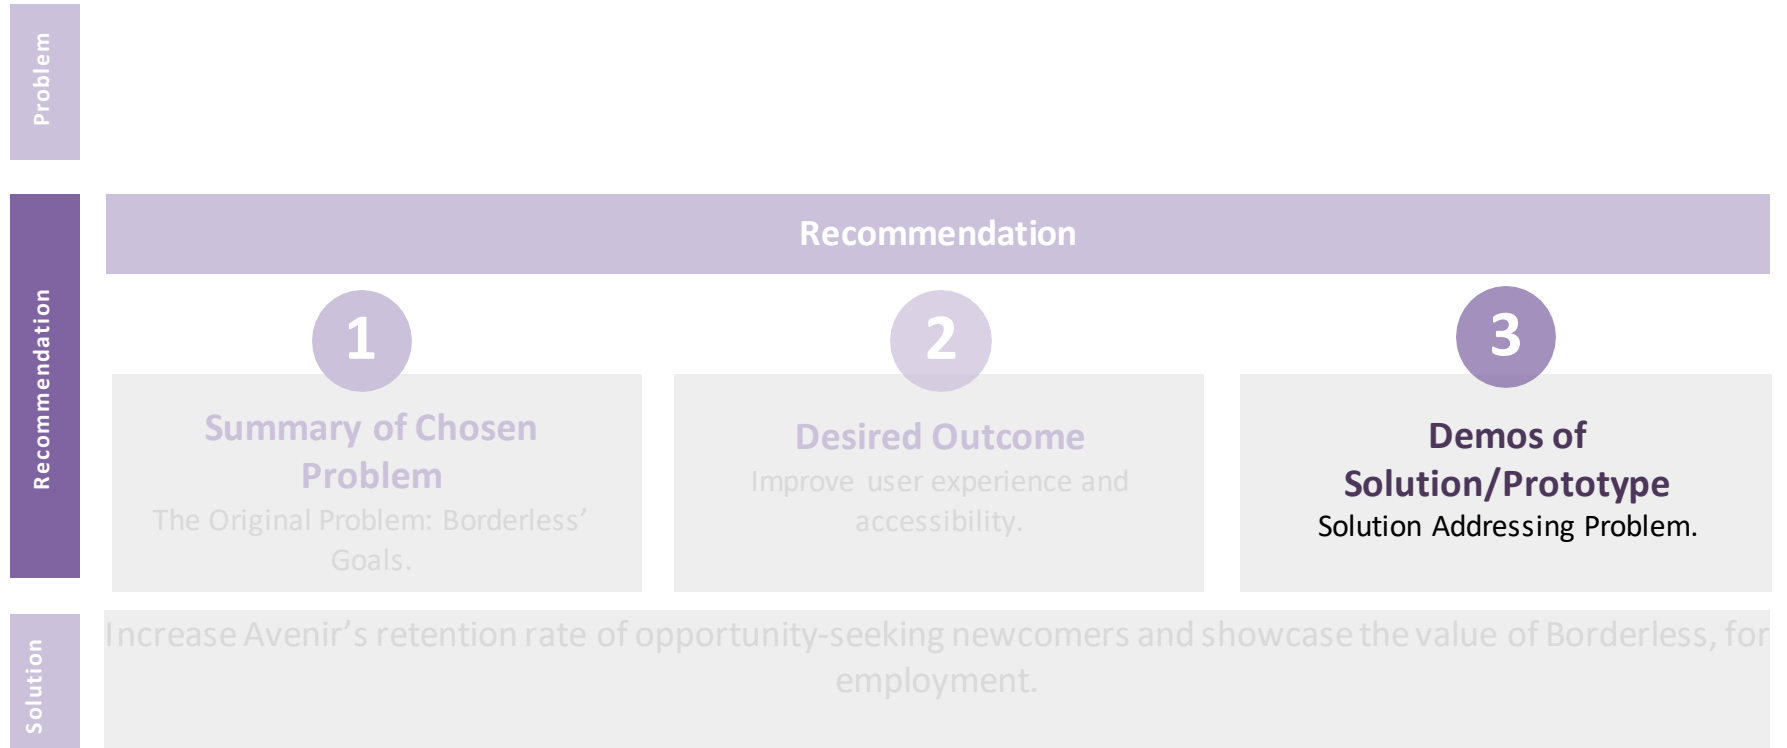 Problem
Recommendation
Recommendation
1
2
3
Summary of Chosen
Problem
The Original Problem: Borderless’
Goals.
Desired Outcome
Improve user experience and
accessibility.
Demos of
Solution/Prototype
Solution Addressing Problem.
Solution
Increase Avenir’s retention rate of opportunity-seeking newcomers and showcase the value of Borderless, for
employment.